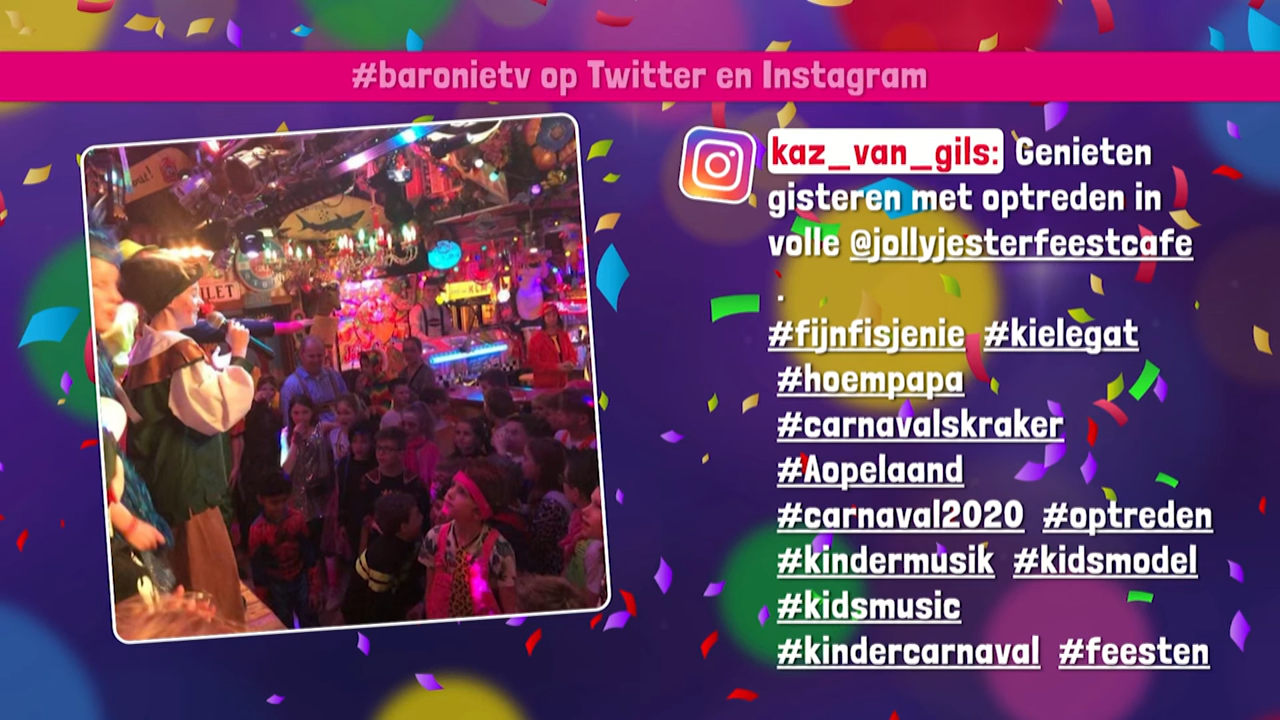 #baronietv op Twitter en Instagram
kaz_van_gils: Genieten
gisteren met optreden in
volle @jollyjesterfeestcafe
.
#fijnfisjenie #kielegat
#hoempapa
#carnavalskraker
#Aopelaand
#carnaval2020 #optreden
#kindermusik #kidsmodel
#kidsmusic
#kindercarnaval #feesten